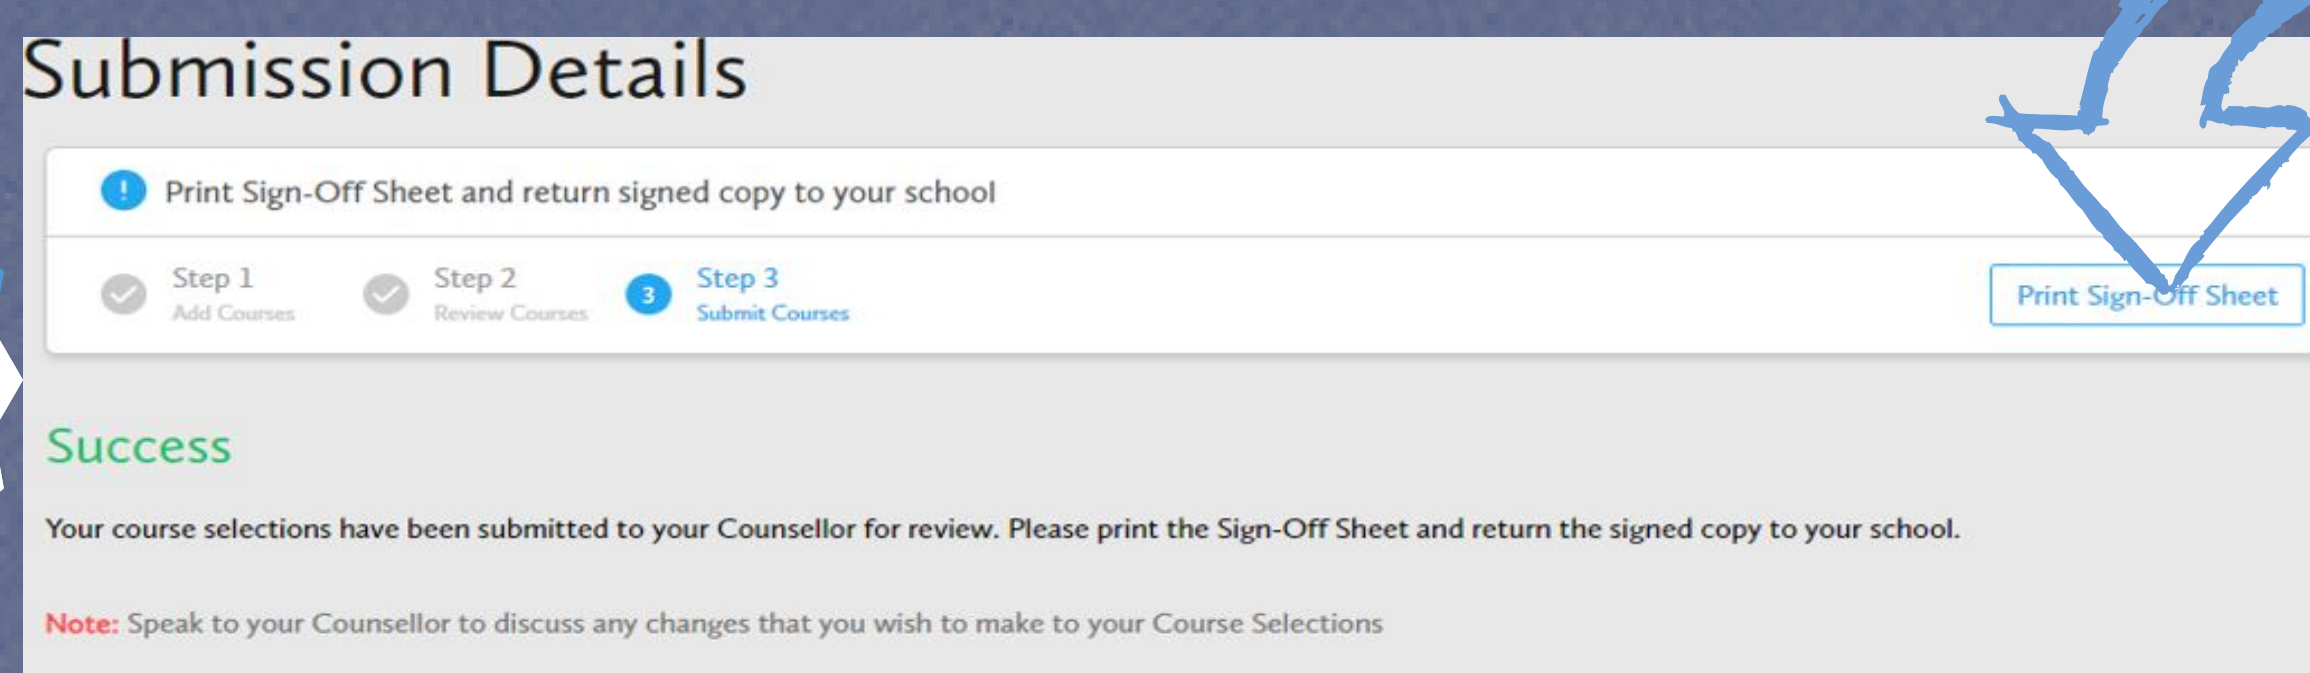 Submission Details
! Print Sign-Off Sheet and return signed copy to your school
Step 1
Add Courses
Step 2
Review Courses
3
Step 3
Submit Courses
Print Sign-Off Sheet
Success
Your course selections have been submitted to your Counsellor for review. Please print the Sign-Off Sheet and return the signed copy to your school.
Note: Speak to your Counsellor to discuss any changes that you wish to make to your Course Selections